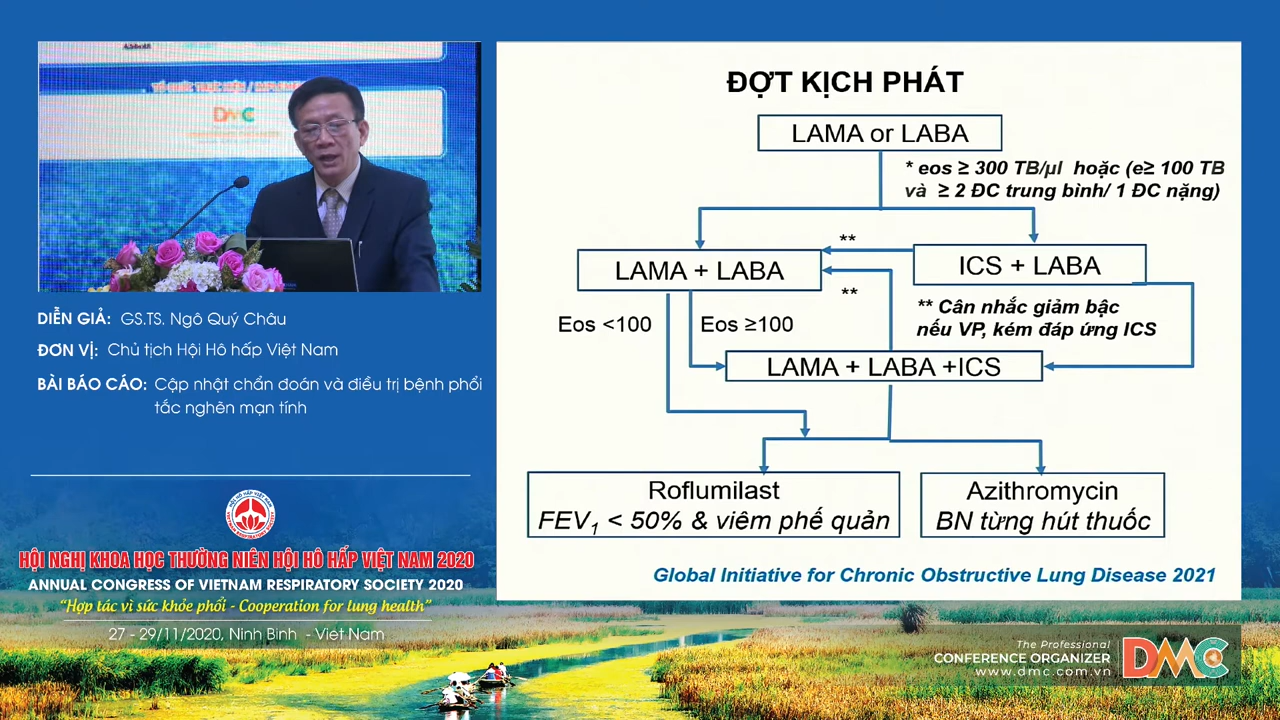 DMC
DIỄN GIẢ: GS.TS. Ngô Quý Châu
ĐƠN VỊ: Chủ tịch Hội Hô hấp Việt Nam
BÀI BÁO CÁO: Cập nhật chẩn đoán và điều trị bệnh phổi
tắc nghẽn mạn tính
HỘI HÔ HẤP VIỆT NAM
HỘI NGHỊ KHOA HỌC THƯỜNG NIÊN HỘI HÔ HẤP VIỆT NAM 2020
ANNUAL CONGRESS OF VIETNAM RESPIRATORY SOCIETY 2020
“Hợp tác vì sức khỏe phổi - Cooperation for lung health”
27 - 29/11/2020, Ninh Bình - Việt Nam
ĐỢT KỊCH PHÁT
LAMA or LABA
* eos ≥ 300 TB/µl hoặc (e≥ 100 TB
và ≥ 2 ĐC trung bình/ 1 ĐC nặng)
**
LAMA + LABA
ICS + LABA
**
** Cân nhắc giảm bậc
nếu VP, kém đáp ứng ICS
Eos <100
Eos ≥100
LAMA + LABA +ICS
Roflumilast
FEV1 < 50% & viêm phế quản
Azithromycin
BN từng hút thuốc
Global Initiative for Chronic Obstructive Lung Disease 2021
The Professional
CONFERENCE ORGANIZER
www.dmc.com.vn
DMC